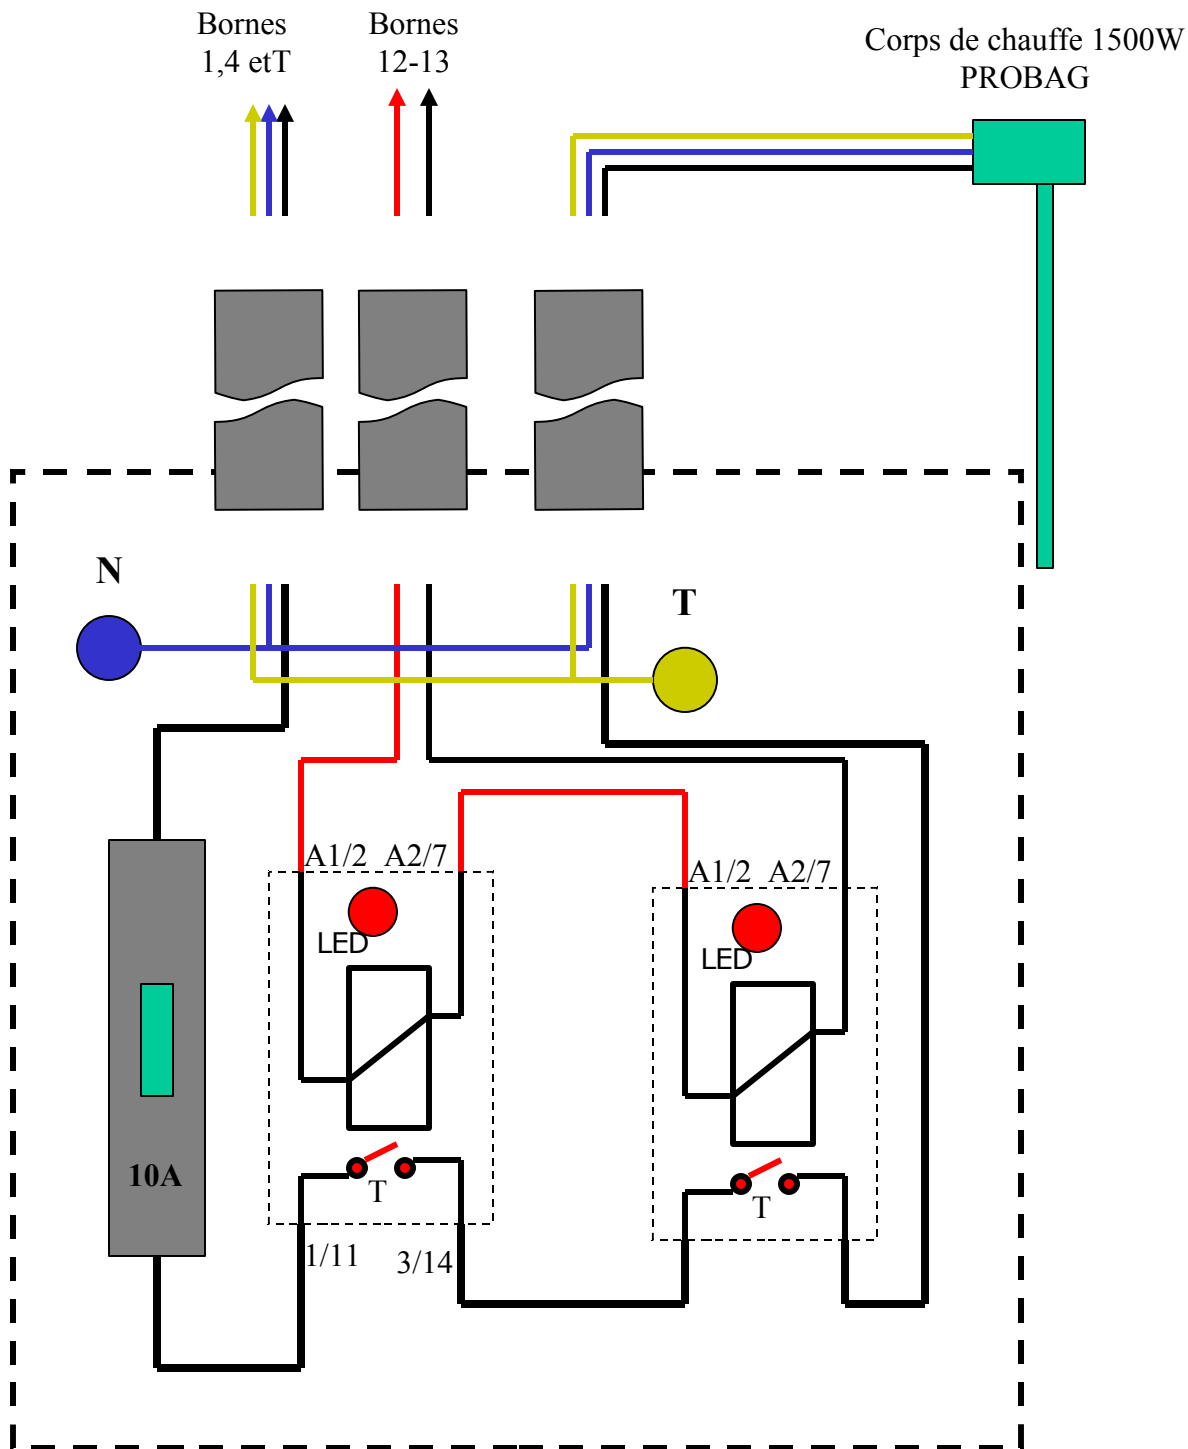 Bornes
1,4 etT
Bornes
12-13
Corps de chauffe 1500W
PROBAG
N
T
A1/2 A2/7
A1/2 A2/7
LED
LED
10A
T
T
1/11
3/14